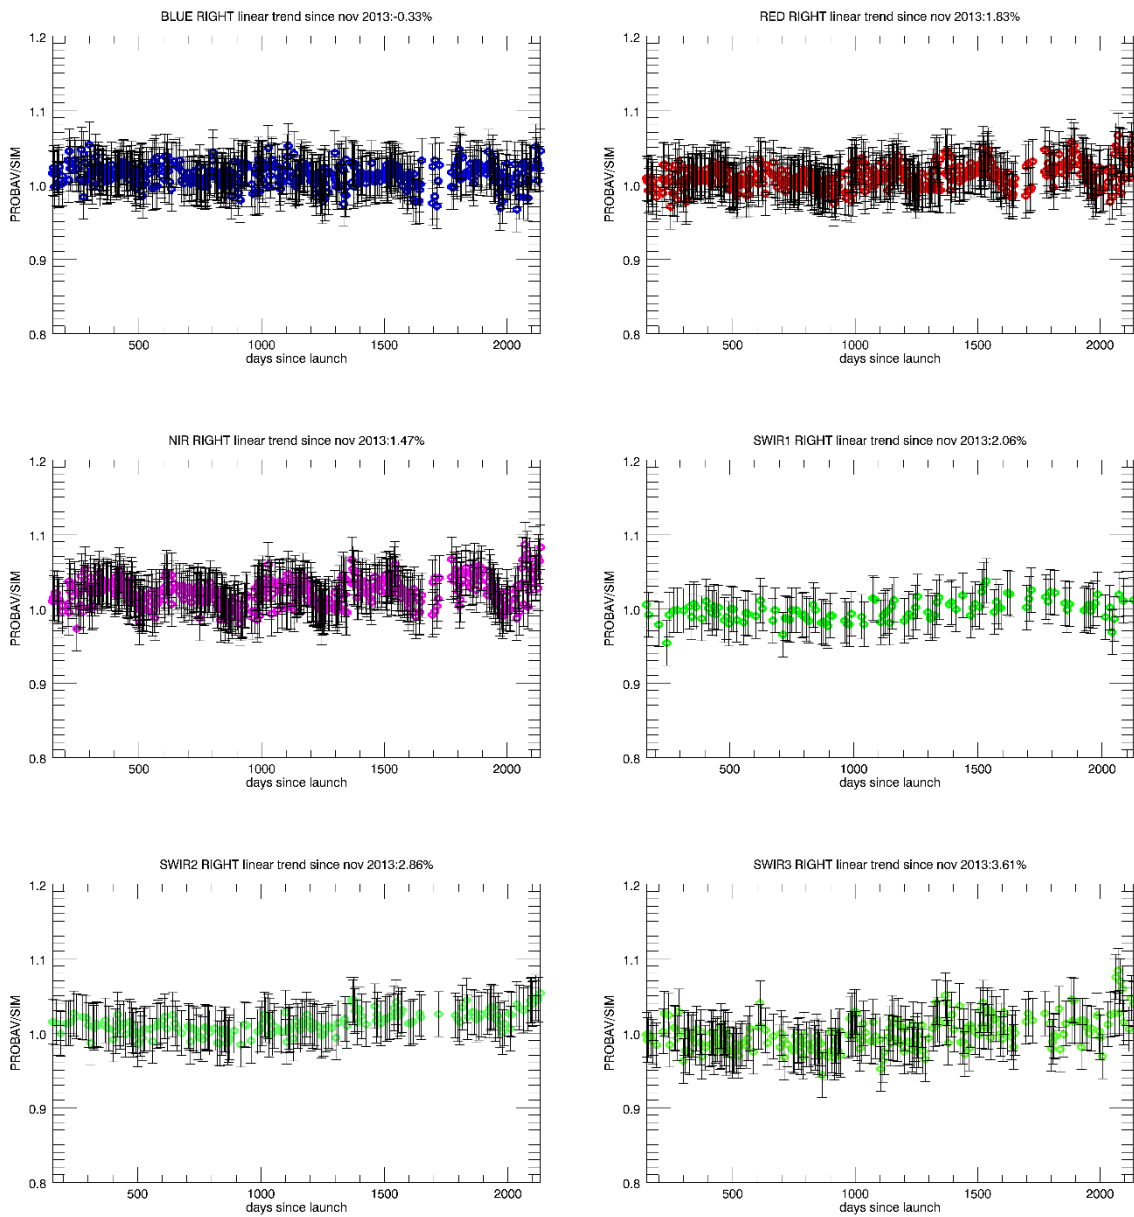 BLUE RIGHT linear trend since nov 2013:-0.33%
1.2
1.1
1.0
0.9
0.8
PROBAV/SIM
500 1000 1500 2000
days since launch
RED RIGHT linear trend since nov 2013:1.83%
1.2
1.1
1.0
0.9
0.8
PROBAV/SIM
500 1000 1500 2000
days since launch
NIR RIGHT linear trend since nov 2013:1.47%
1.2
1.1
1.0
0.9
0.8
PROBAV/SIM
500 1000 1500 2000
days since launch
SWIR1 RIGHT linear trend since nov 2013:2.06%
1.2
1.1
1.0
0.9
0.8
PROBAV/SIM
500 1000 1500 2000
days since launch
SWIR2 RIGHT linear trend since nov 2013:2.86%
1.2
1.1
1.0
0.9
0.8
PROBAV/SIM
500 1000 1500 2000
days since launch
SWIR3 RIGHT linear trend since nov 2013:3.61%
1.2
1.1
1.0
0.9
0.8
PROBAV/SIM
500 1000 1500 2000
days since launch